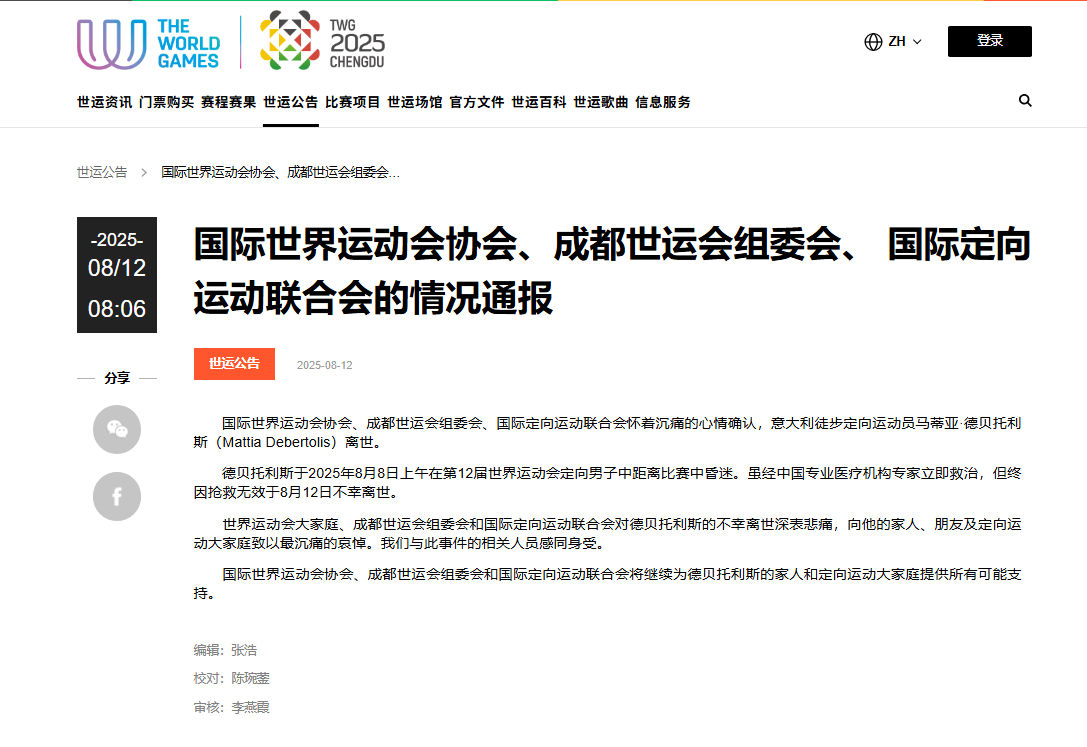 THE
WORLD
GAMES
TWG
2025
CHENGDU
ZH
登录
世运资讯 门票购买 赛程赛果 世运公告 比赛项目 世运场馆 官方文件 世运百科 世运歌曲 信息服务
世运公告 > 国际世界运动会协会、成都世运会组委会...
-2025-
08/12
08:06
国际世界运动会协会、成都世运会组委会、 国际定向
运动联合会的情况通报
世运公告 2025-08-12
分享
国际世界运动会协会、成都世运会组委会、国际定向运动联合会怀着沉痛的心情确认，意大利徒步定向运动员马蒂亚·德贝托利
斯（Mattia Debertolis）离世。
德贝托利斯于2025年8月8日上午在第12届世界运动会定向男子中距离比赛中昏迷。虽经中国专业医疗机构专家立即救治，但终
因抢救无效于8月12日不幸离世。
世界运动会大家庭、成都世运会组委会和国际定向运动联合会对德贝托利斯的不幸离世深表悲痛，向他的家人、朋友及定向运
动大家庭致以最沉痛的哀悼。我们与此事件的相关人员感同身受。
国际世界运动会协会、成都世运会组委会和国际定向运动联合会将继续为德贝托利斯的家人和定向运动大家庭提供所有可能支
持。
编辑：张浩
校对：陈琬蓥
审核：李燕霞